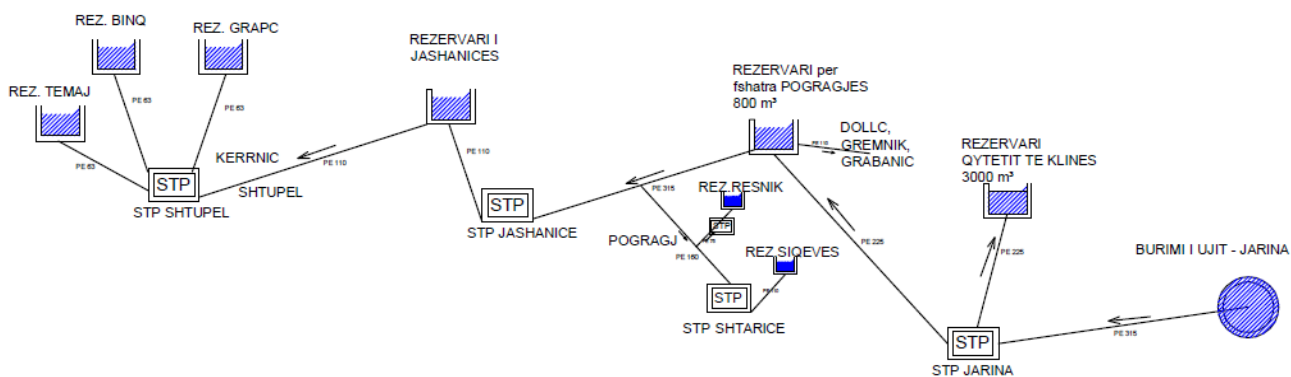 REZ. BINQ
REZ. GRAPC
REZ. TEMAJ
PE 63
PE 63
PE 63
KERRNIC
SHTUPEL
PE 110
STP
STP SHTUPEL
REZERVARI I
JASHANICES
PE 110
STP
STP JASHANICE
REZERVARI per
fshatra POGRAGJES
800 m³
DOLLC,
GREMNIK,
GRABANIC
PE 315
REZ.RESNIK
STP
POGRAGJ
PE 160
REZ.SIQEVES
STP
STP SHTARICE
PE 225
REZERVARI
QYTETIT TE KLINES
3000 m³
PE 225
STP
STP JARINA
PE 315
BURIMI I UJIT - JARINA